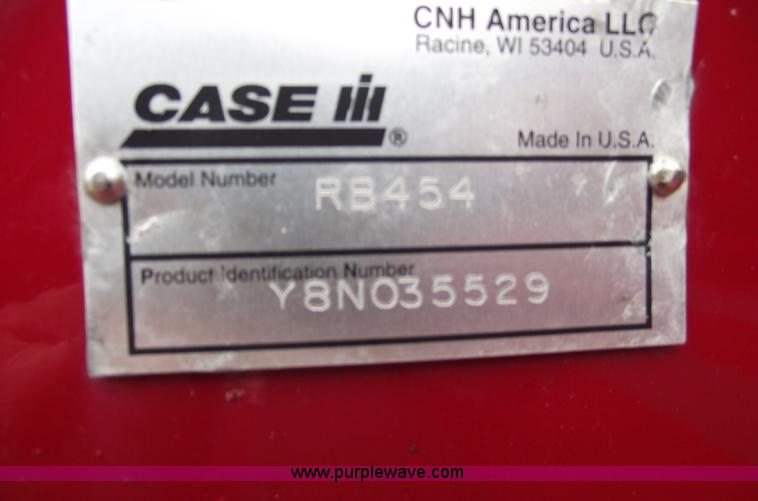 CNH America LLC
Racine, WI 53404 U.S.A.
CASE IH
®
Made In U.S.A.
Model Number RB454
Product Identification Number
Y8N035529
www.purplewave.com